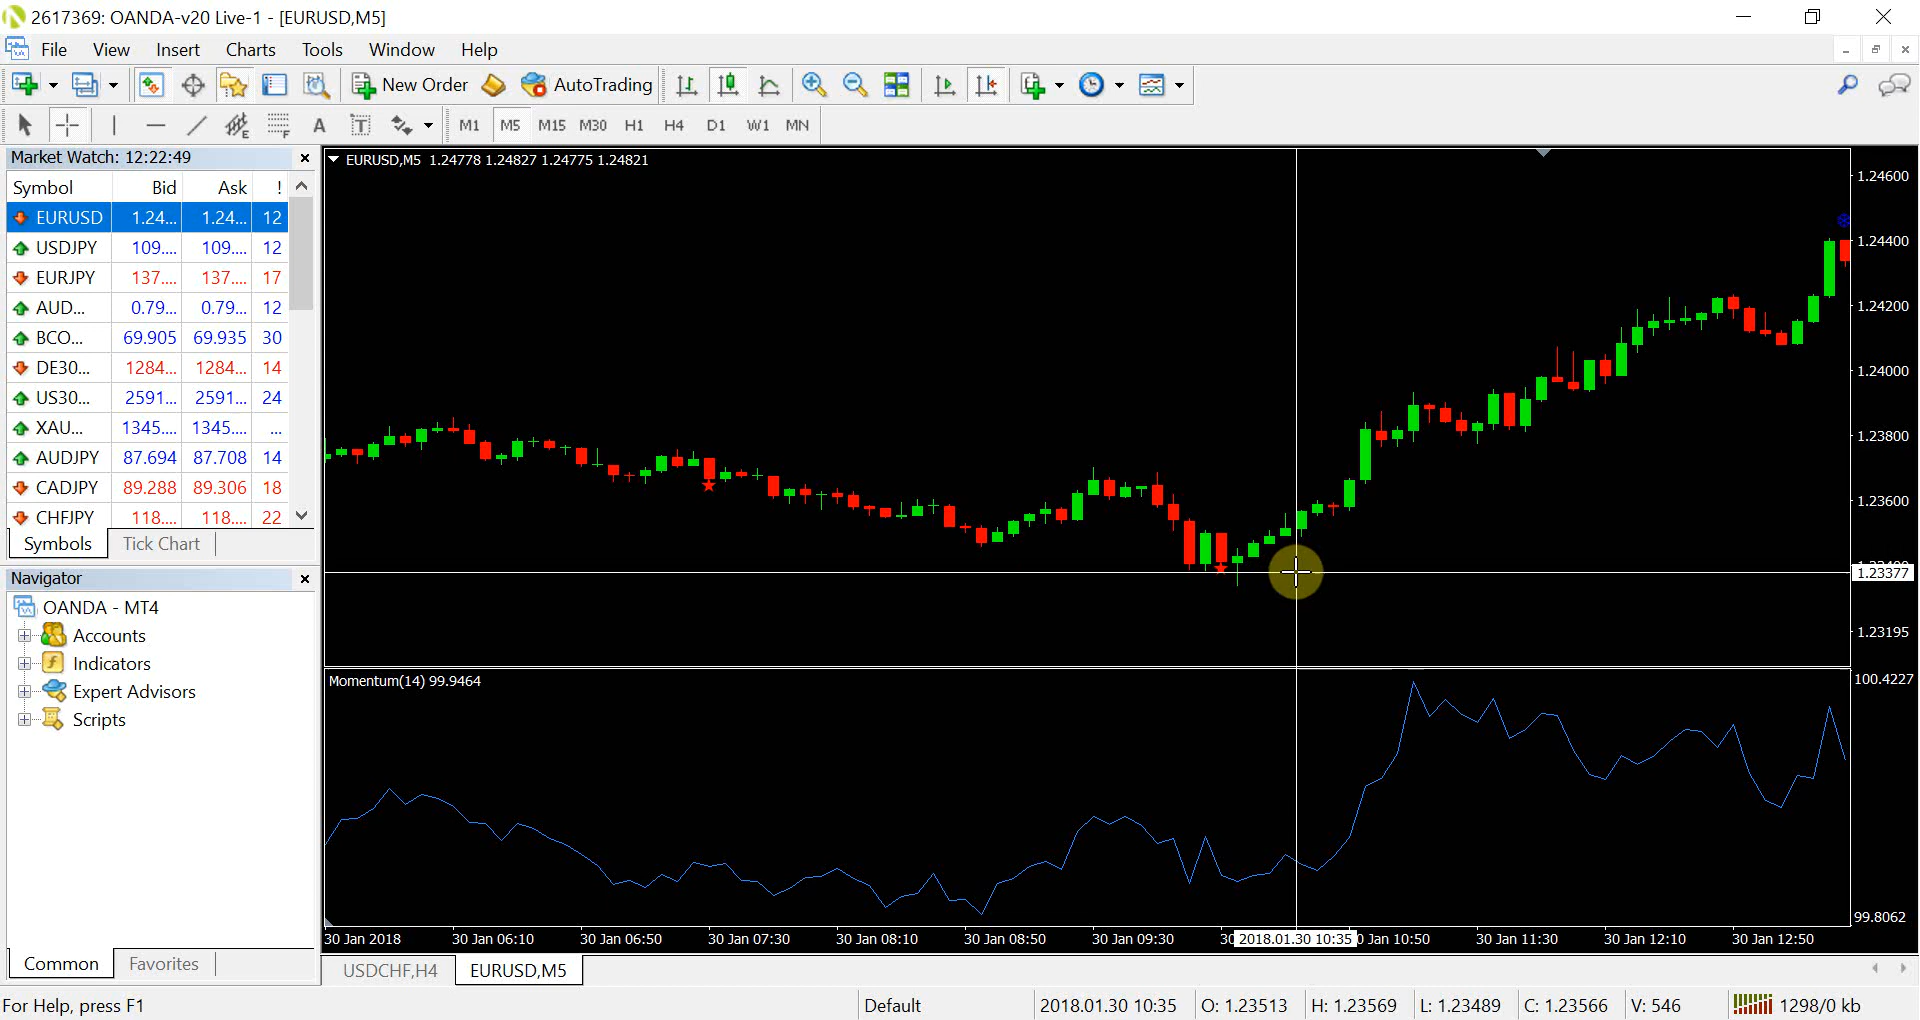 2617369: OANDA-v20 Live-1 - [EURUSD,M5]
File View Insert Charts Tools Window Help
New Order AutoTrading
A T M1 M5 M15 M30 H1 H4 D1 W1 MN
Market Watch: 12:22:49
Symbol Bid Ask !
EURUSD 1.24... 1.24... 12
USDJPY 109.... 109.... 12
EURJPY 137.... 137.... 17
AUD... 0.79... 0.79... 12
BCO... 69.905 69.935 30
DE30... 1284... 1284... 14
US30... 2591... 2591... 24
XAU... 1345.... 1345.... ...
AUDJPY 87.694 87.708 14
CADJPY 89.288 89.306 18
CHFJPY 118.... 118.... 22
Symbols Tick Chart
Navigator
OANDA - MT4
Accounts
Indicators
Expert Advisors
Scripts
Common Favorites
EURUSD,M5 1.24778 1.24827 1.24775 1.24821
1.24600
1.24400
1.24200
1.24000
1.23800
1.23600
1.23377
1.23195
Momentum(14) 99.9464
100.4227
99.8062
30 Jan 2018 30 Jan 06:10 30 Jan 06:50 30 Jan 07:30 30 Jan 08:10 30 Jan 08:50 30 Jan 09:30 30 2018.01.30 10:35 Jan 10:50 30 Jan 11:30 30 Jan 12:10 30 Jan 12:50
USDCHF,H4 EURUSD,M5
For Help, press F1 Default 2018.01.30 10:35 O: 1.23513 H: 1.23569 L: 1.23489 C: 1.23566 V: 546 1298/0 kb